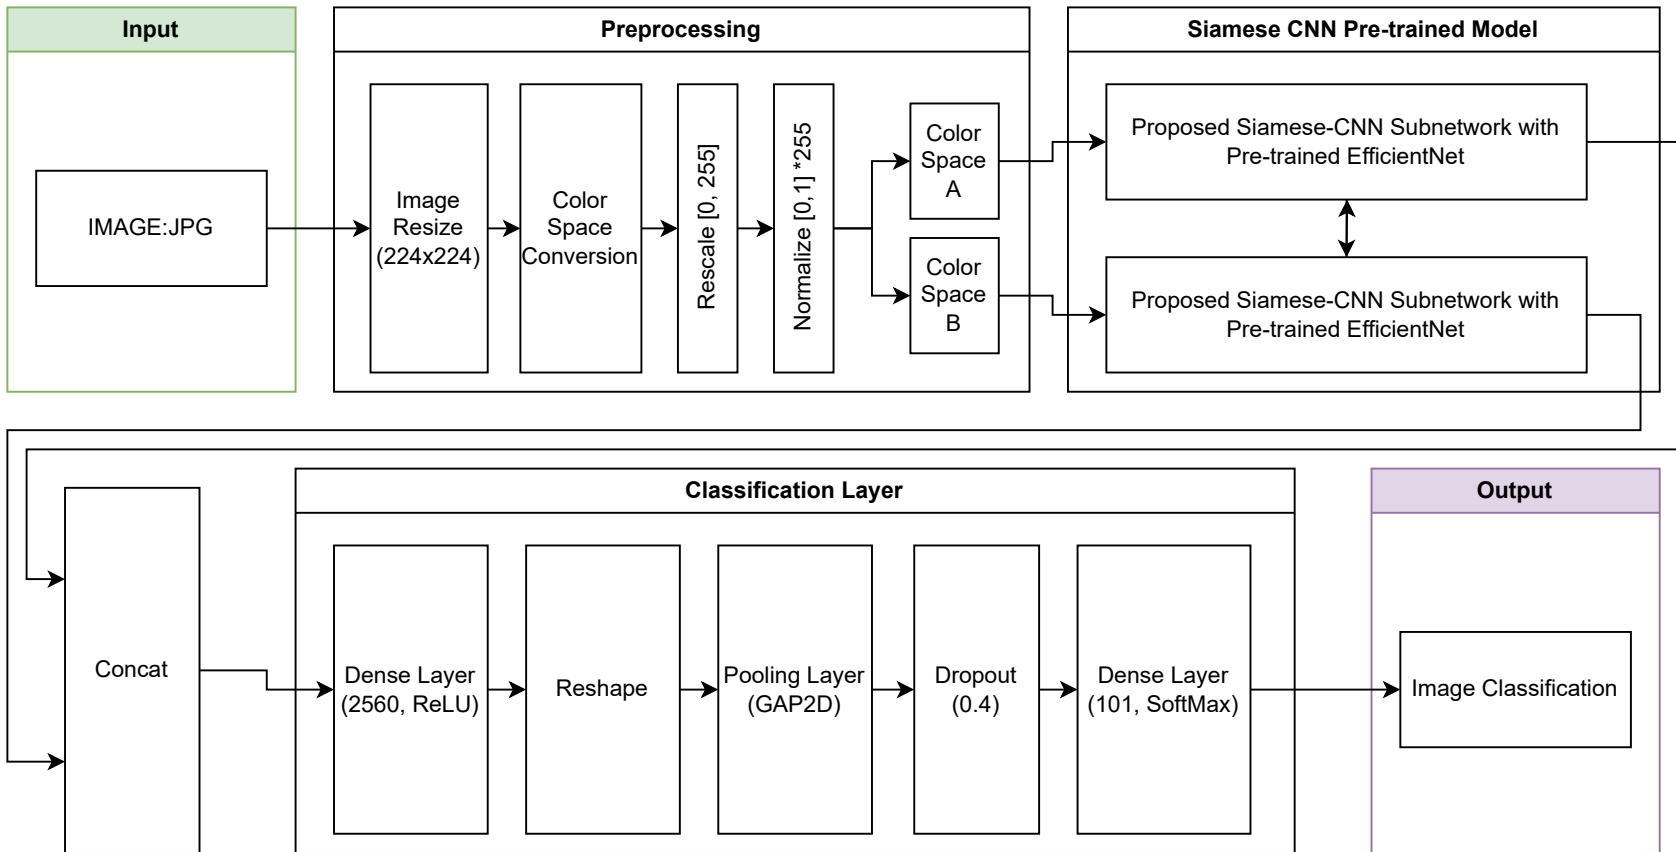 Input
IMAGE:JPG
Preprocessing
Image
Resize
(224x224)
Color
Space
Conversion
Rescale [0, 255]
Normalize [0,1] *255
Color
Space
A
Color
Space
B
Siamese CNN Pre-trained Model
Proposed Siamese-CNN Subnetwork with
Pre-trained EfficientNet
Proposed Siamese-CNN Subnetwork with
Pre-trained EfficientNet
Concat
Classification Layer
Dense Layer
(2560, ReLU)
Reshape
Pooling Layer
(GAP2D)
Dropout
(0.4)
Dense Layer
(101, SoftMax)
Output
Image Classification